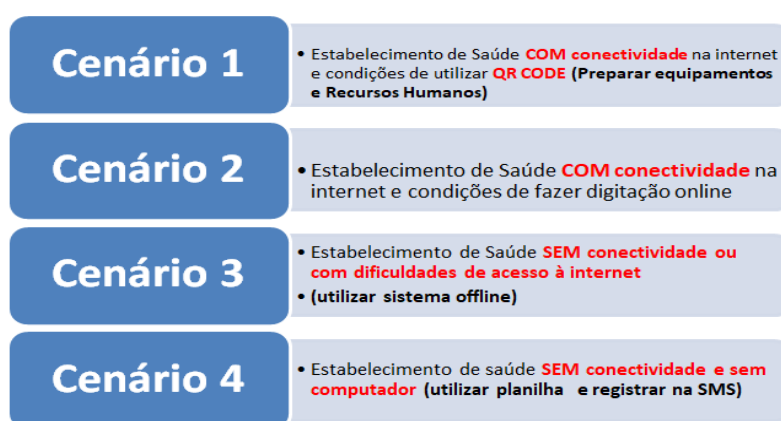 Cenário 1
• Estabelecimento de Saúde COM conectividade na internet
e condições de utilizar QR CODE (Preparar equipamentos
e Recursos Humanos)
Cenário 2
• Estabelecimento de Saúde COM conectividade na
internet e condições de fazer digitação online
Cenário 3
• Estabelecimento de Saúde SEM conectividade ou
com dificuldades de acesso à internet
• (utilizar sistema offline)
Cenário 4
• Estabelecimento de saúde SEM conectividade e sem
computador (utilizar planilha e registrar na SMS)